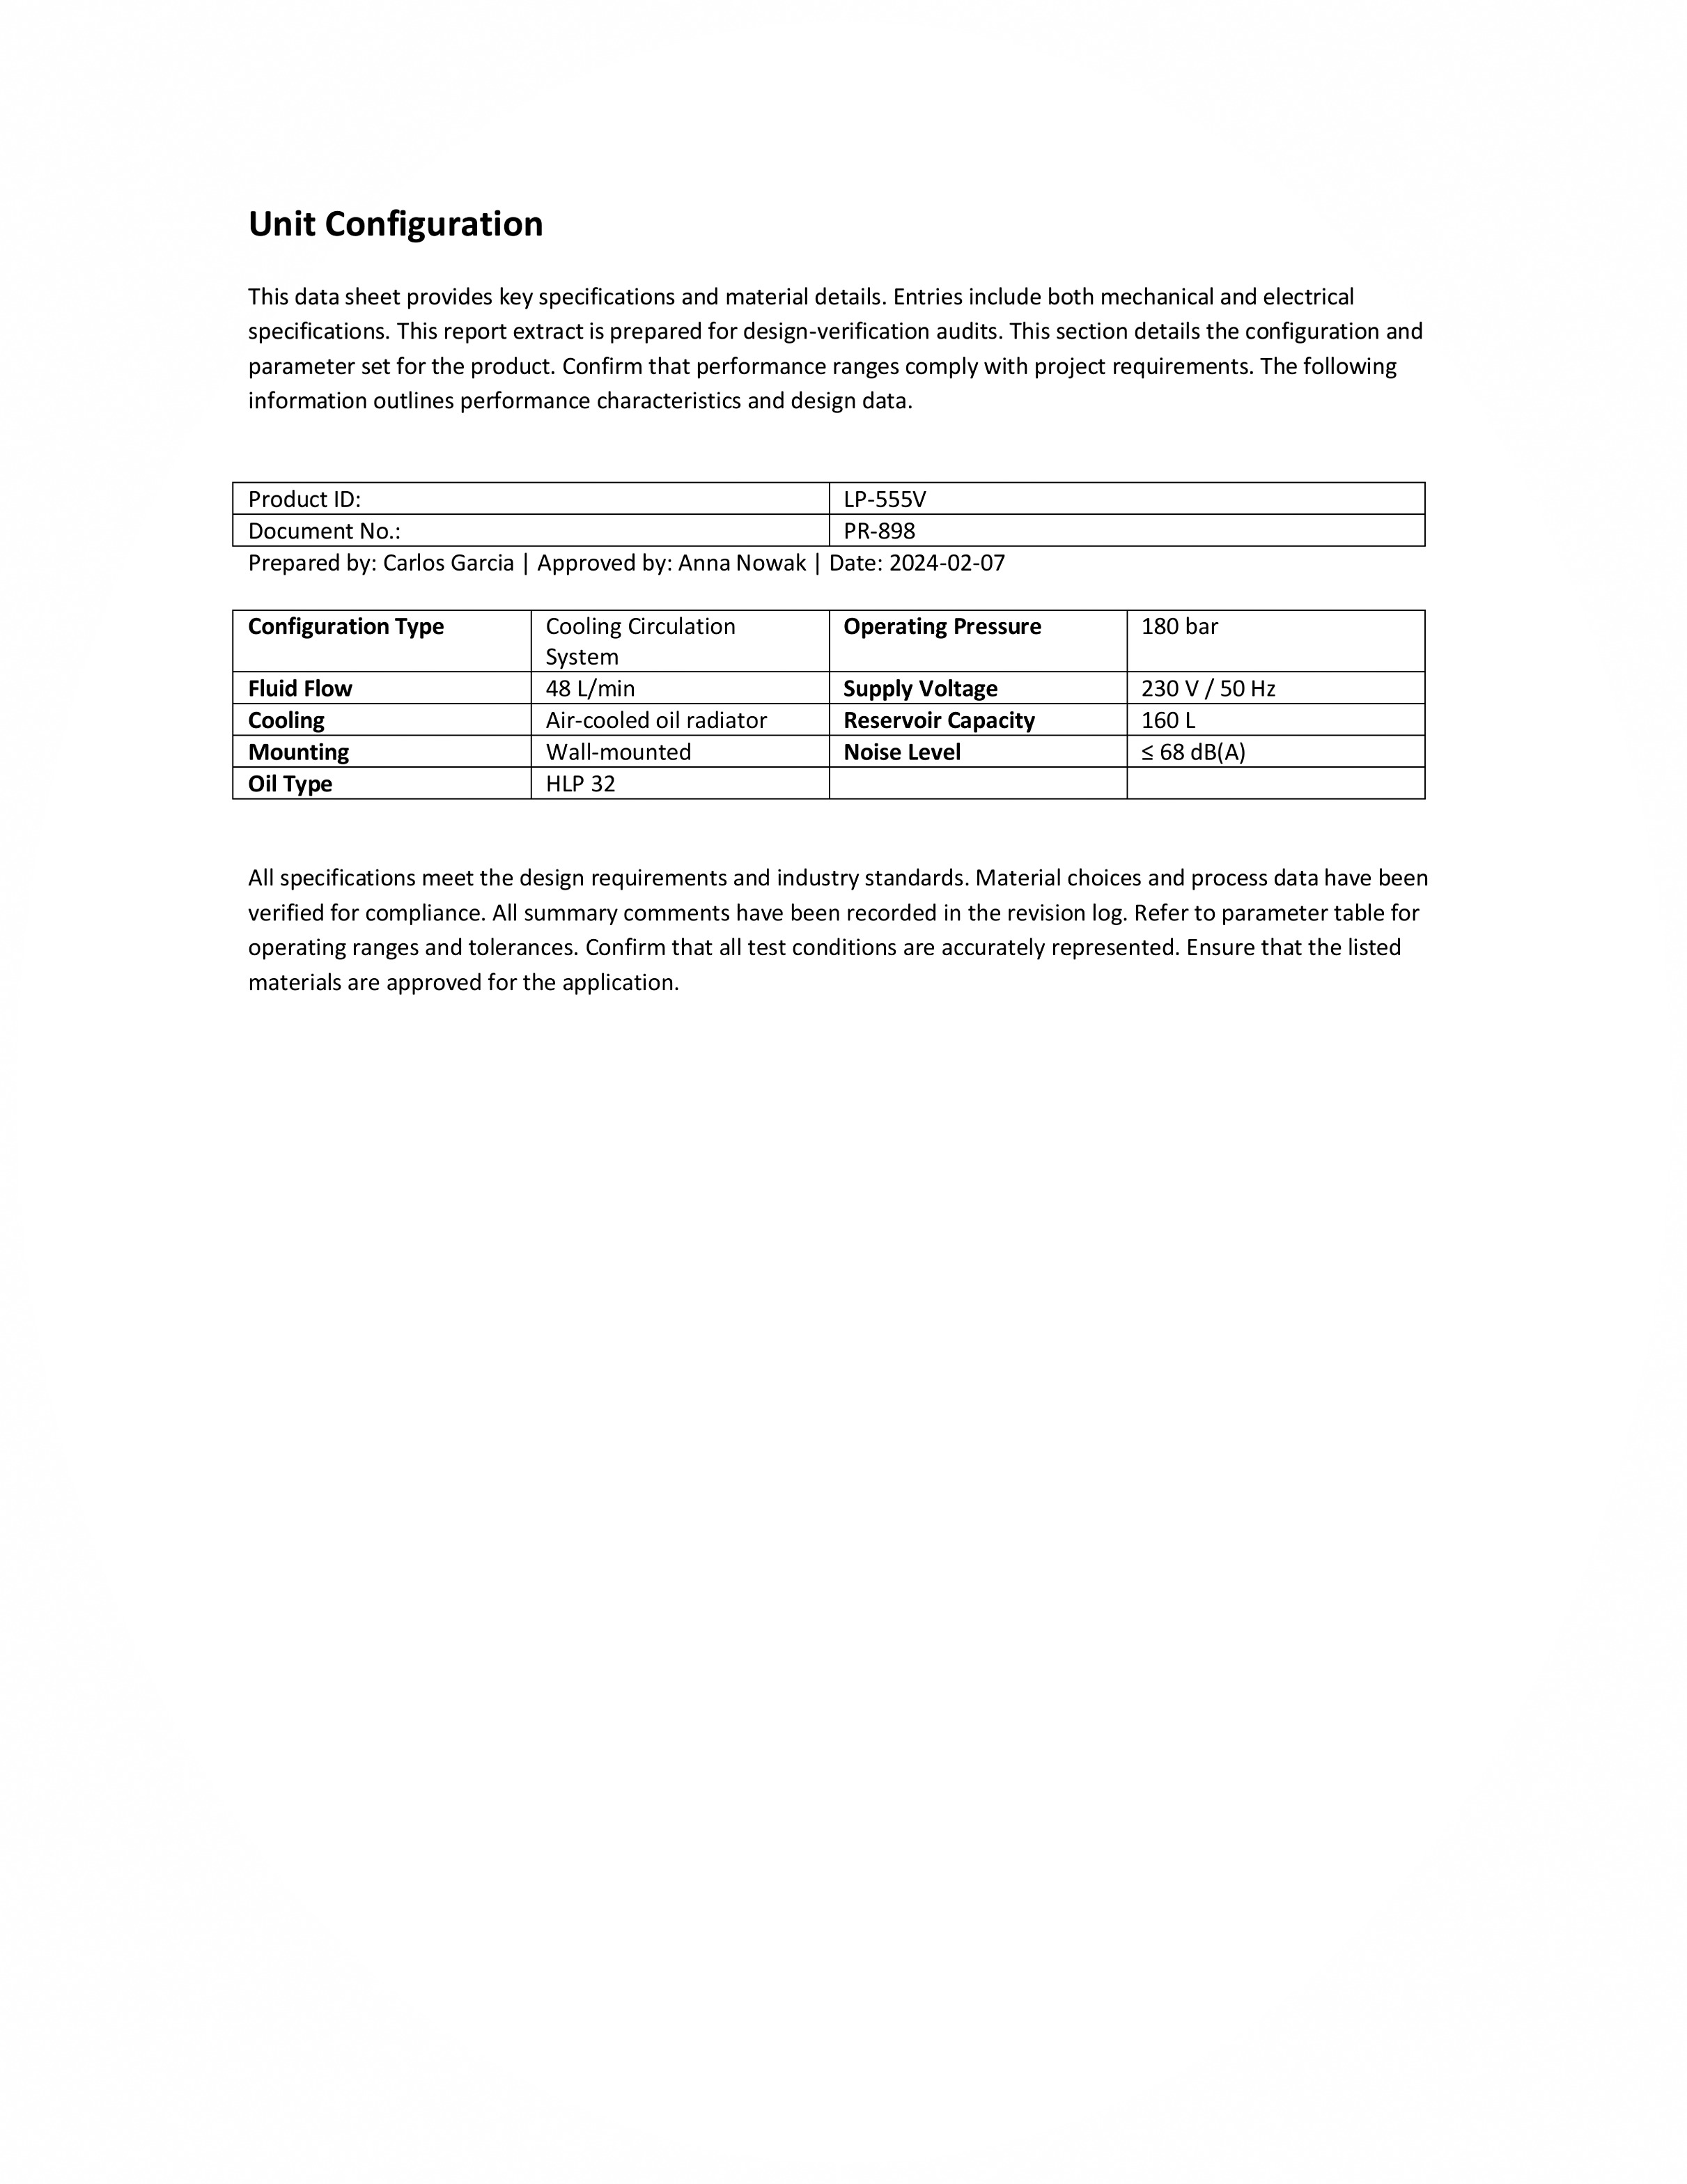 Unit Configuration
This data sheet provides key specifications and material details. Entries include both mechanical and electrical
specifications. This report extract is prepared for design-verification audits. This section details the configuration and
parameter set for the product. Confirm that performance ranges comply with project requirements. The following
information outlines performance characteristics and design data.
Product ID: LP-555V
Document No.: PR-898
Prepared by: Carlos Garcia | Approved by: Anna Nowak | Date: 2024-02-07
Configuration Type Cooling Circulation Operating Pressure 180 bar
System
Fluid Flow 48 L/min Supply Voltage 230 V / 50 Hz
Cooling Air-cooled oil radiator Reservoir Capacity 160 L
Mounting Wall-mounted Noise Level ≤ 68 dB(A)
Oil Type HLP 32
All specifications meet the design requirements and industry standards. Material choices and process data have been
verified for compliance. All summary comments have been recorded in the revision log. Refer to parameter table for
operating ranges and tolerances. Confirm that all test conditions are accurately represented. Ensure that the listed
materials are approved for the application.